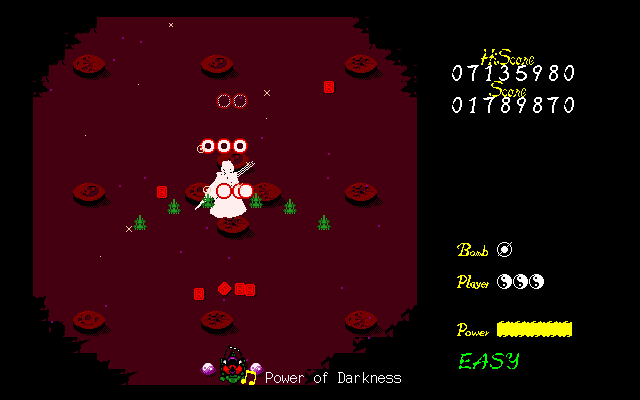 HiScore
07135980
Score
01789870
Bomb
Player
Power
EASY
Power of Darkness